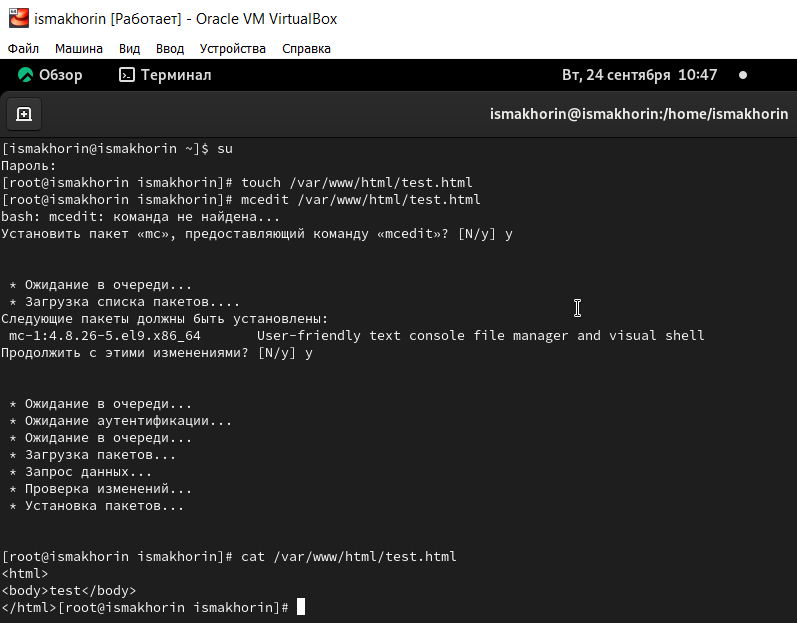 ismakhorin [Работает] - Oracle VM VirtualBox
Файл Машина Вид Ввод Устройства Справка
Обзор Терминал Вт, 24 сентября 10:47
ismakhorin@ismakhorin:/home/ismakhorin
[ismakhorin@ismakhorin ~]$ su
Пароль:
[root@ismakhorin ismakhorin]# touch /var/www/html/test.html
[root@ismakhorin ismakhorin]# mcedit /var/www/html/test.html
bash: mcedit: команда не найдена...
Установить пакет «mc», предоставляющий команду «mcedit»? [N/y] y
* Ожидание в очереди...
* Загрузка списка пакетов....
Следующие пакеты должны быть установлены:
mc-1:4.8.26-5.el9.x86_64 User-friendly text console file manager and visual shell
Продолжить с этими изменениями? [N/y] y
* Ожидание в очереди...
* Ожидание аутентификации...
* Ожидание в очереди...
* Загрузка пакетов...
* Запрос данных...
* Проверка изменений...
* Установка пакетов...
[root@ismakhorin ismakhorin]# cat /var/www/html/test.html
<html>
<body>test</body>
</html>[root@ismakhorin ismakhorin]#